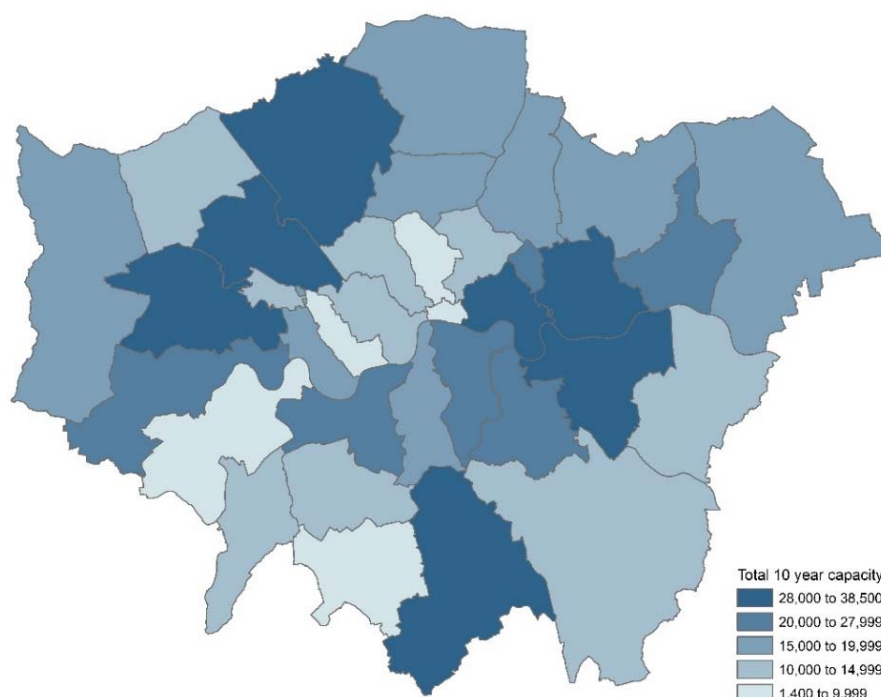 Total 10 year capacity
28,000 to 38,500
20,000 to 27,999
15,000 to 19,999
10,000 to 14,999
1,400 to 9,999